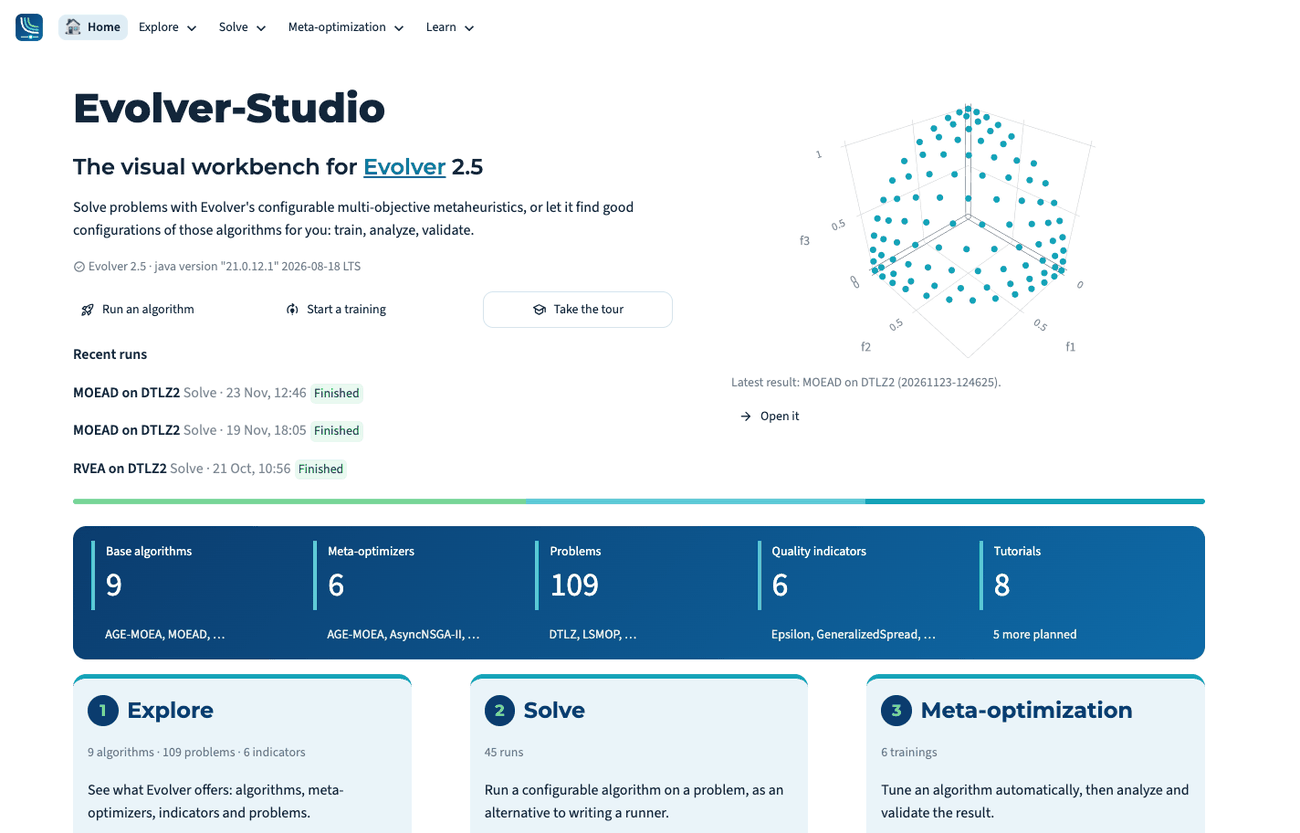 Home
Explore
Solve
Meta-optimization
Learn
Evolver-Studio
The visual workbench for Evolver 2.5
Solve problems with Evolver's configurable multi-objective metaheuristics, or let it find good
configurations of those algorithms for you: train, analyze, validate.
Evolver 2.5 · java version "21.0.12.1" 2026-08-18 LTS
Run an algorithm
Start a training
Take the tour
Recent runs
MOEAD on DTLZ2 Solve · 23 Nov, 12:46 Finished
MOEAD on DTLZ2 Solve · 19 Nov, 18:05 Finished
RVEA on DTLZ2 Solve · 21 Oct, 10:56 Finished
1
0.5
f3
0
0
0
0.5
0.5
f2
f1
Latest result: MOEAD on DTLZ2 (20261123-124625).
Open it
Base algorithms
9
AGE-MOEA, MOEAD, …
Meta-optimizers
6
AGE-MOEA, AsyncNSGA-II, …
Problems
109
DTLZ, LSMOP, …
Quality indicators
6
Epsilon, GeneralizedSpread, …
Tutorials
8
5 more planned
1 Explore
9 algorithms · 109 problems · 6 indicators
See what Evolver offers: algorithms, meta-
optimizers, indicators and problems.
2 Solve
45 runs
Run a configurable algorithm on a problem, as an
alternative to writing a runner.
3 Meta-optimization
6 trainings
Tune an algorithm automatically, then analyze and
validate the result.